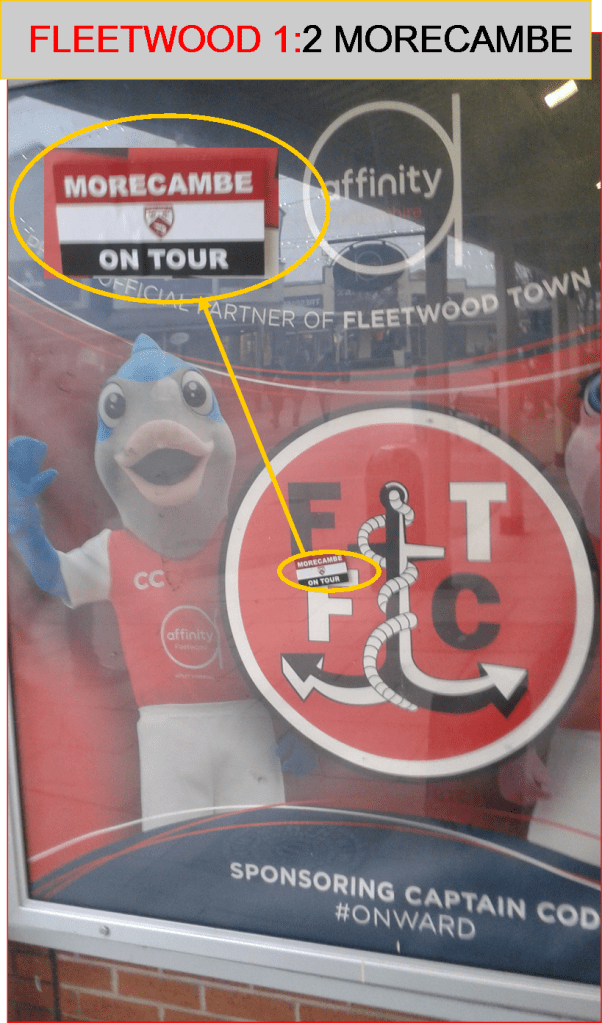 FLEETWOOD 1:2 MORECAMBE
affinity
MORECAMBE
ON TOUR
OFFICIAL PARTNER OF FLEETWOOD TOWN
F T
MORECAMBE
ON TOUR
F C
CC
affinity
SPONSORING CAPTAIN COD
#ONWARD